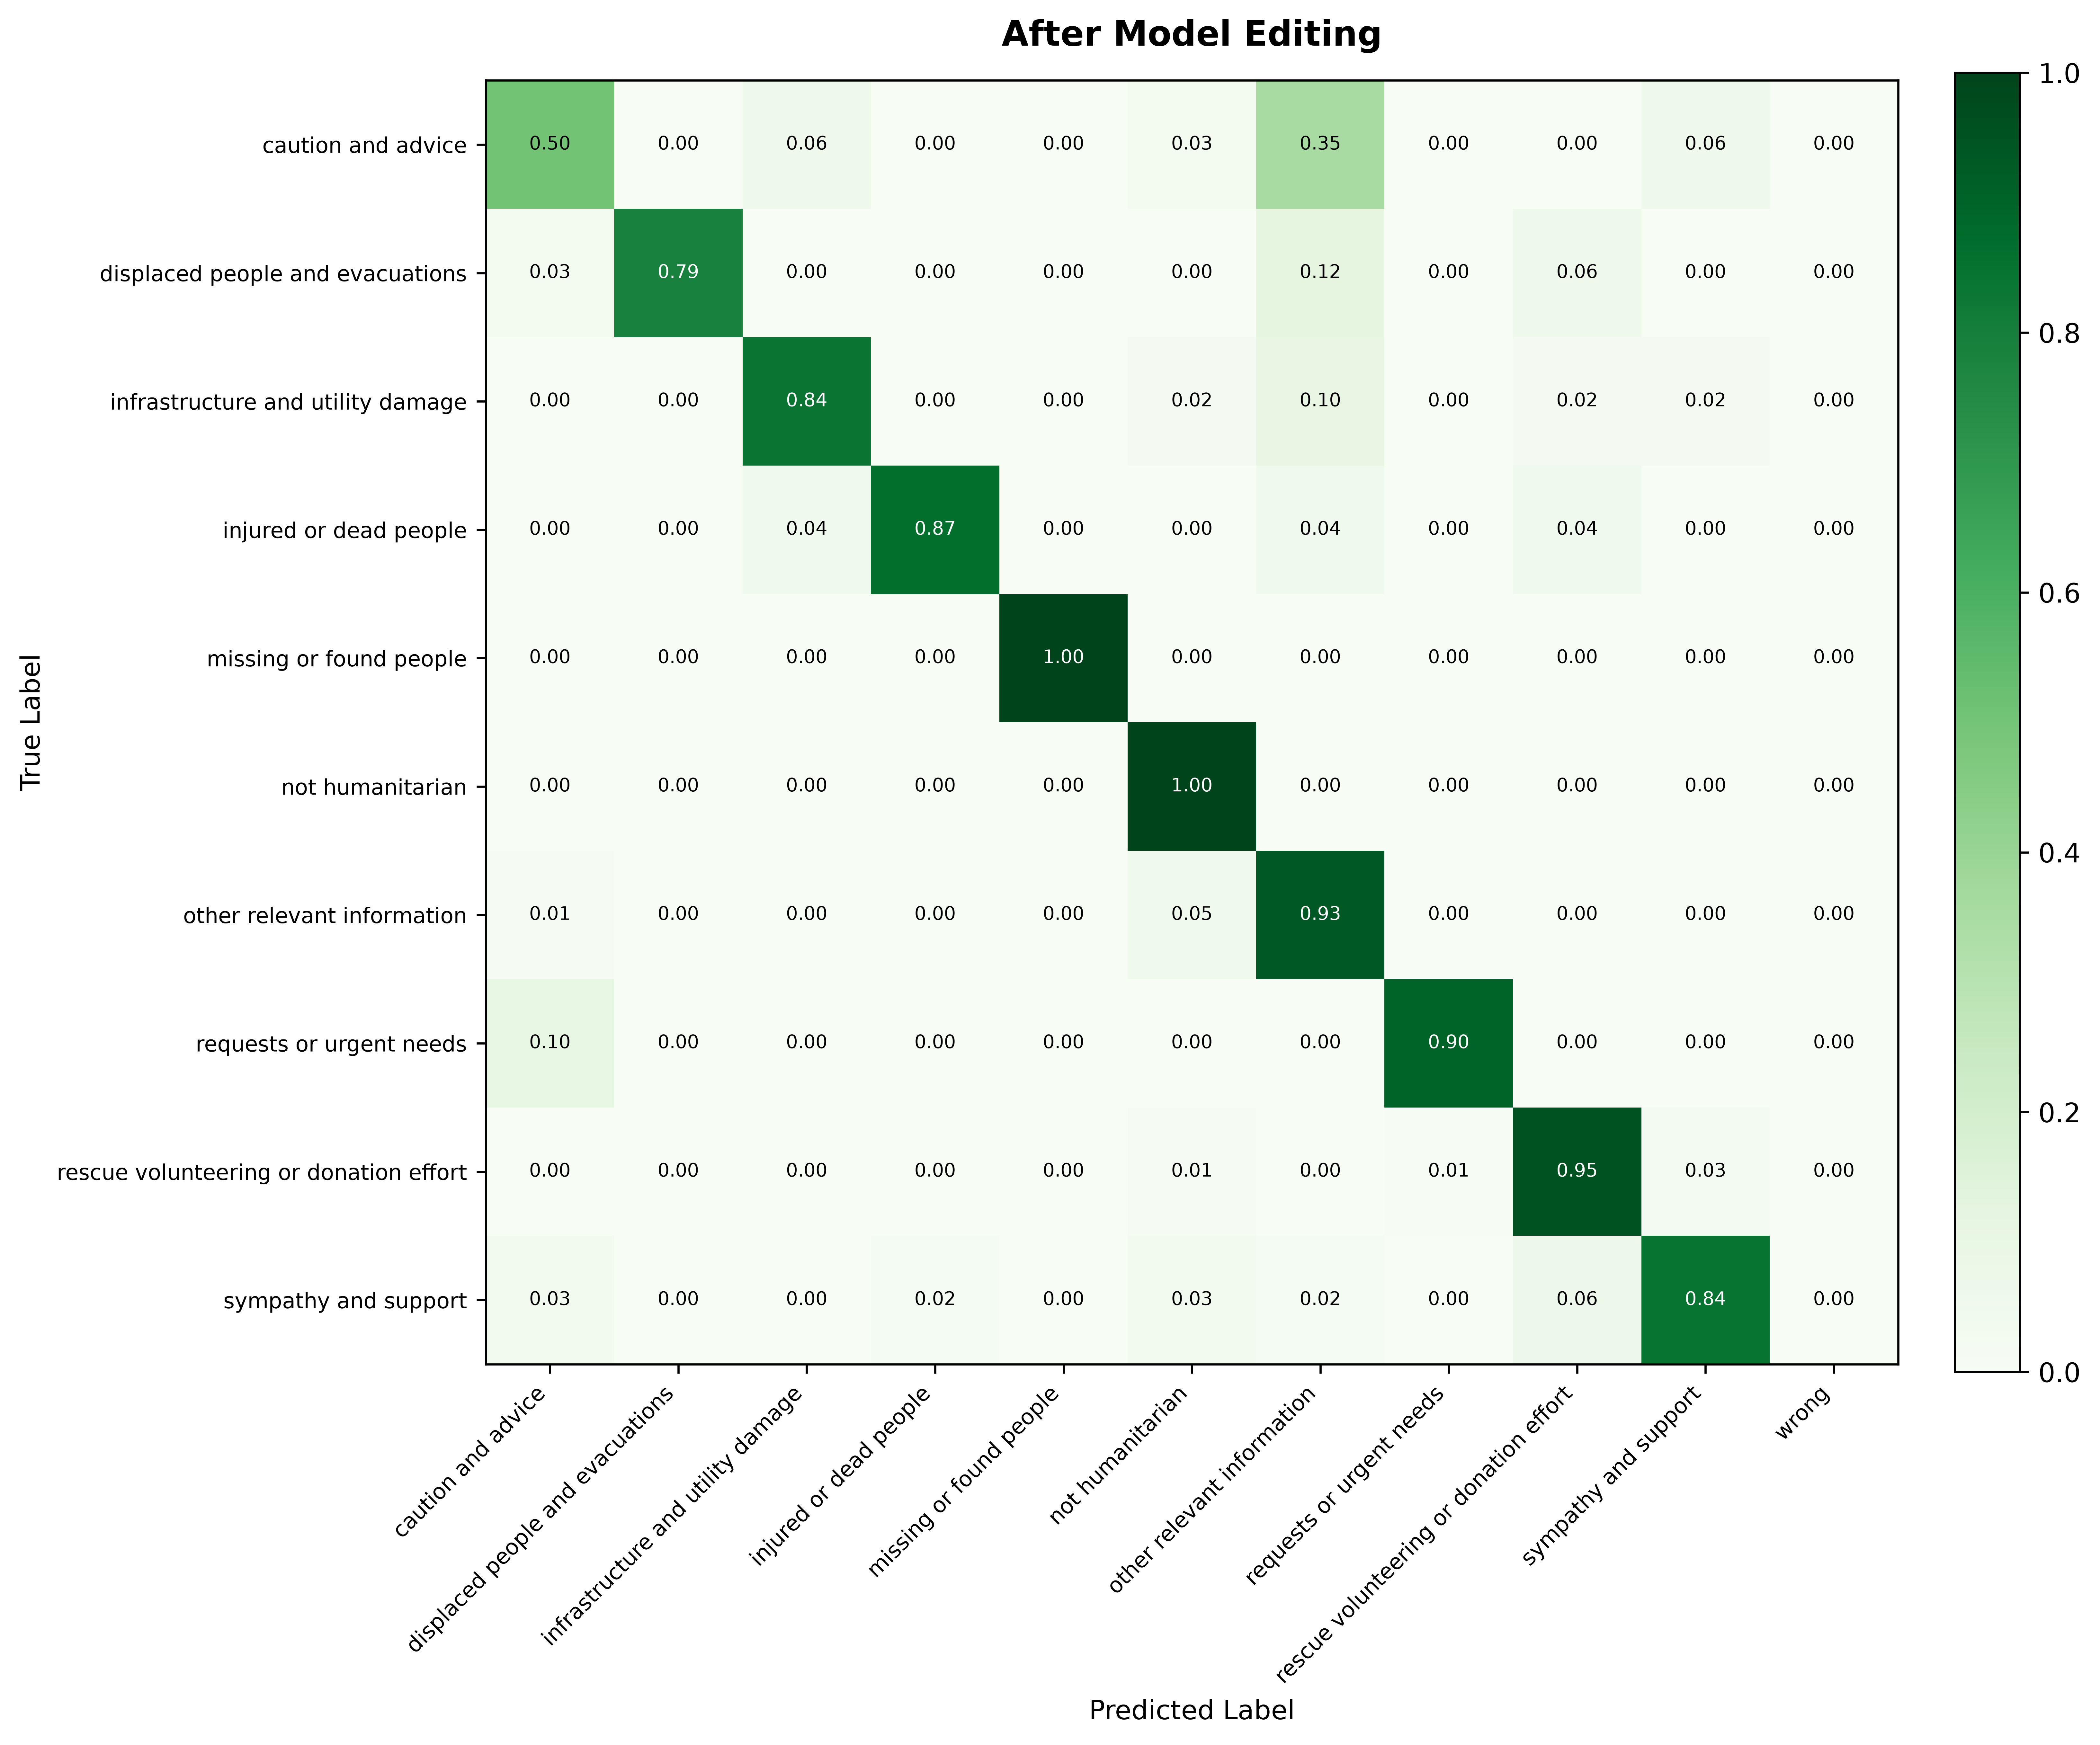 After Model Editing
1.0
caution and advice 0.50 0.00 0.06 0.00 0.00 0.03 0.35 0.00 0.00 0.06 0.00
displaced people and evacuations 0.03 0.79 0.00 0.00 0.00 0.00 0.12 0.00 0.06 0.00 0.00
0.8
infrastructure and utility damage 0.00 0.00 0.84 0.00 0.00 0.02 0.10 0.00 0.02 0.02 0.00
injured or dead people 0.00 0.00 0.04 0.87 0.00 0.00 0.04 0.00 0.04 0.00 0.00
0.6
missing or found people 0.00 0.00 0.00 0.00 1.00 0.00 0.00 0.00 0.00 0.00 0.00
True Label
not humanitarian 0.00 0.00 0.00 0.00 0.00 1.00 0.00 0.00 0.00 0.00 0.00
0.4
other relevant information 0.01 0.00 0.00 0.00 0.00 0.05 0.93 0.00 0.00 0.00 0.00
requests or urgent needs 0.10 0.00 0.00 0.00 0.00 0.00 0.00 0.90 0.00 0.00 0.00
0.2
rescue volunteering or donation effort 0.00 0.00 0.00 0.00 0.00 0.01 0.00 0.01 0.95 0.03 0.00
sympathy and support 0.03 0.00 0.00 0.02 0.00 0.03 0.02 0.00 0.06 0.84 0.00
0.0
caution and advice
displaced people and evacuations
infrastructure and utility damage
injured or dead people
missing or found people
not humanitarian
other relevant information
requests or urgent needs
rescue volunteering or donation effort
sympathy and support
wrong
Predicted Label